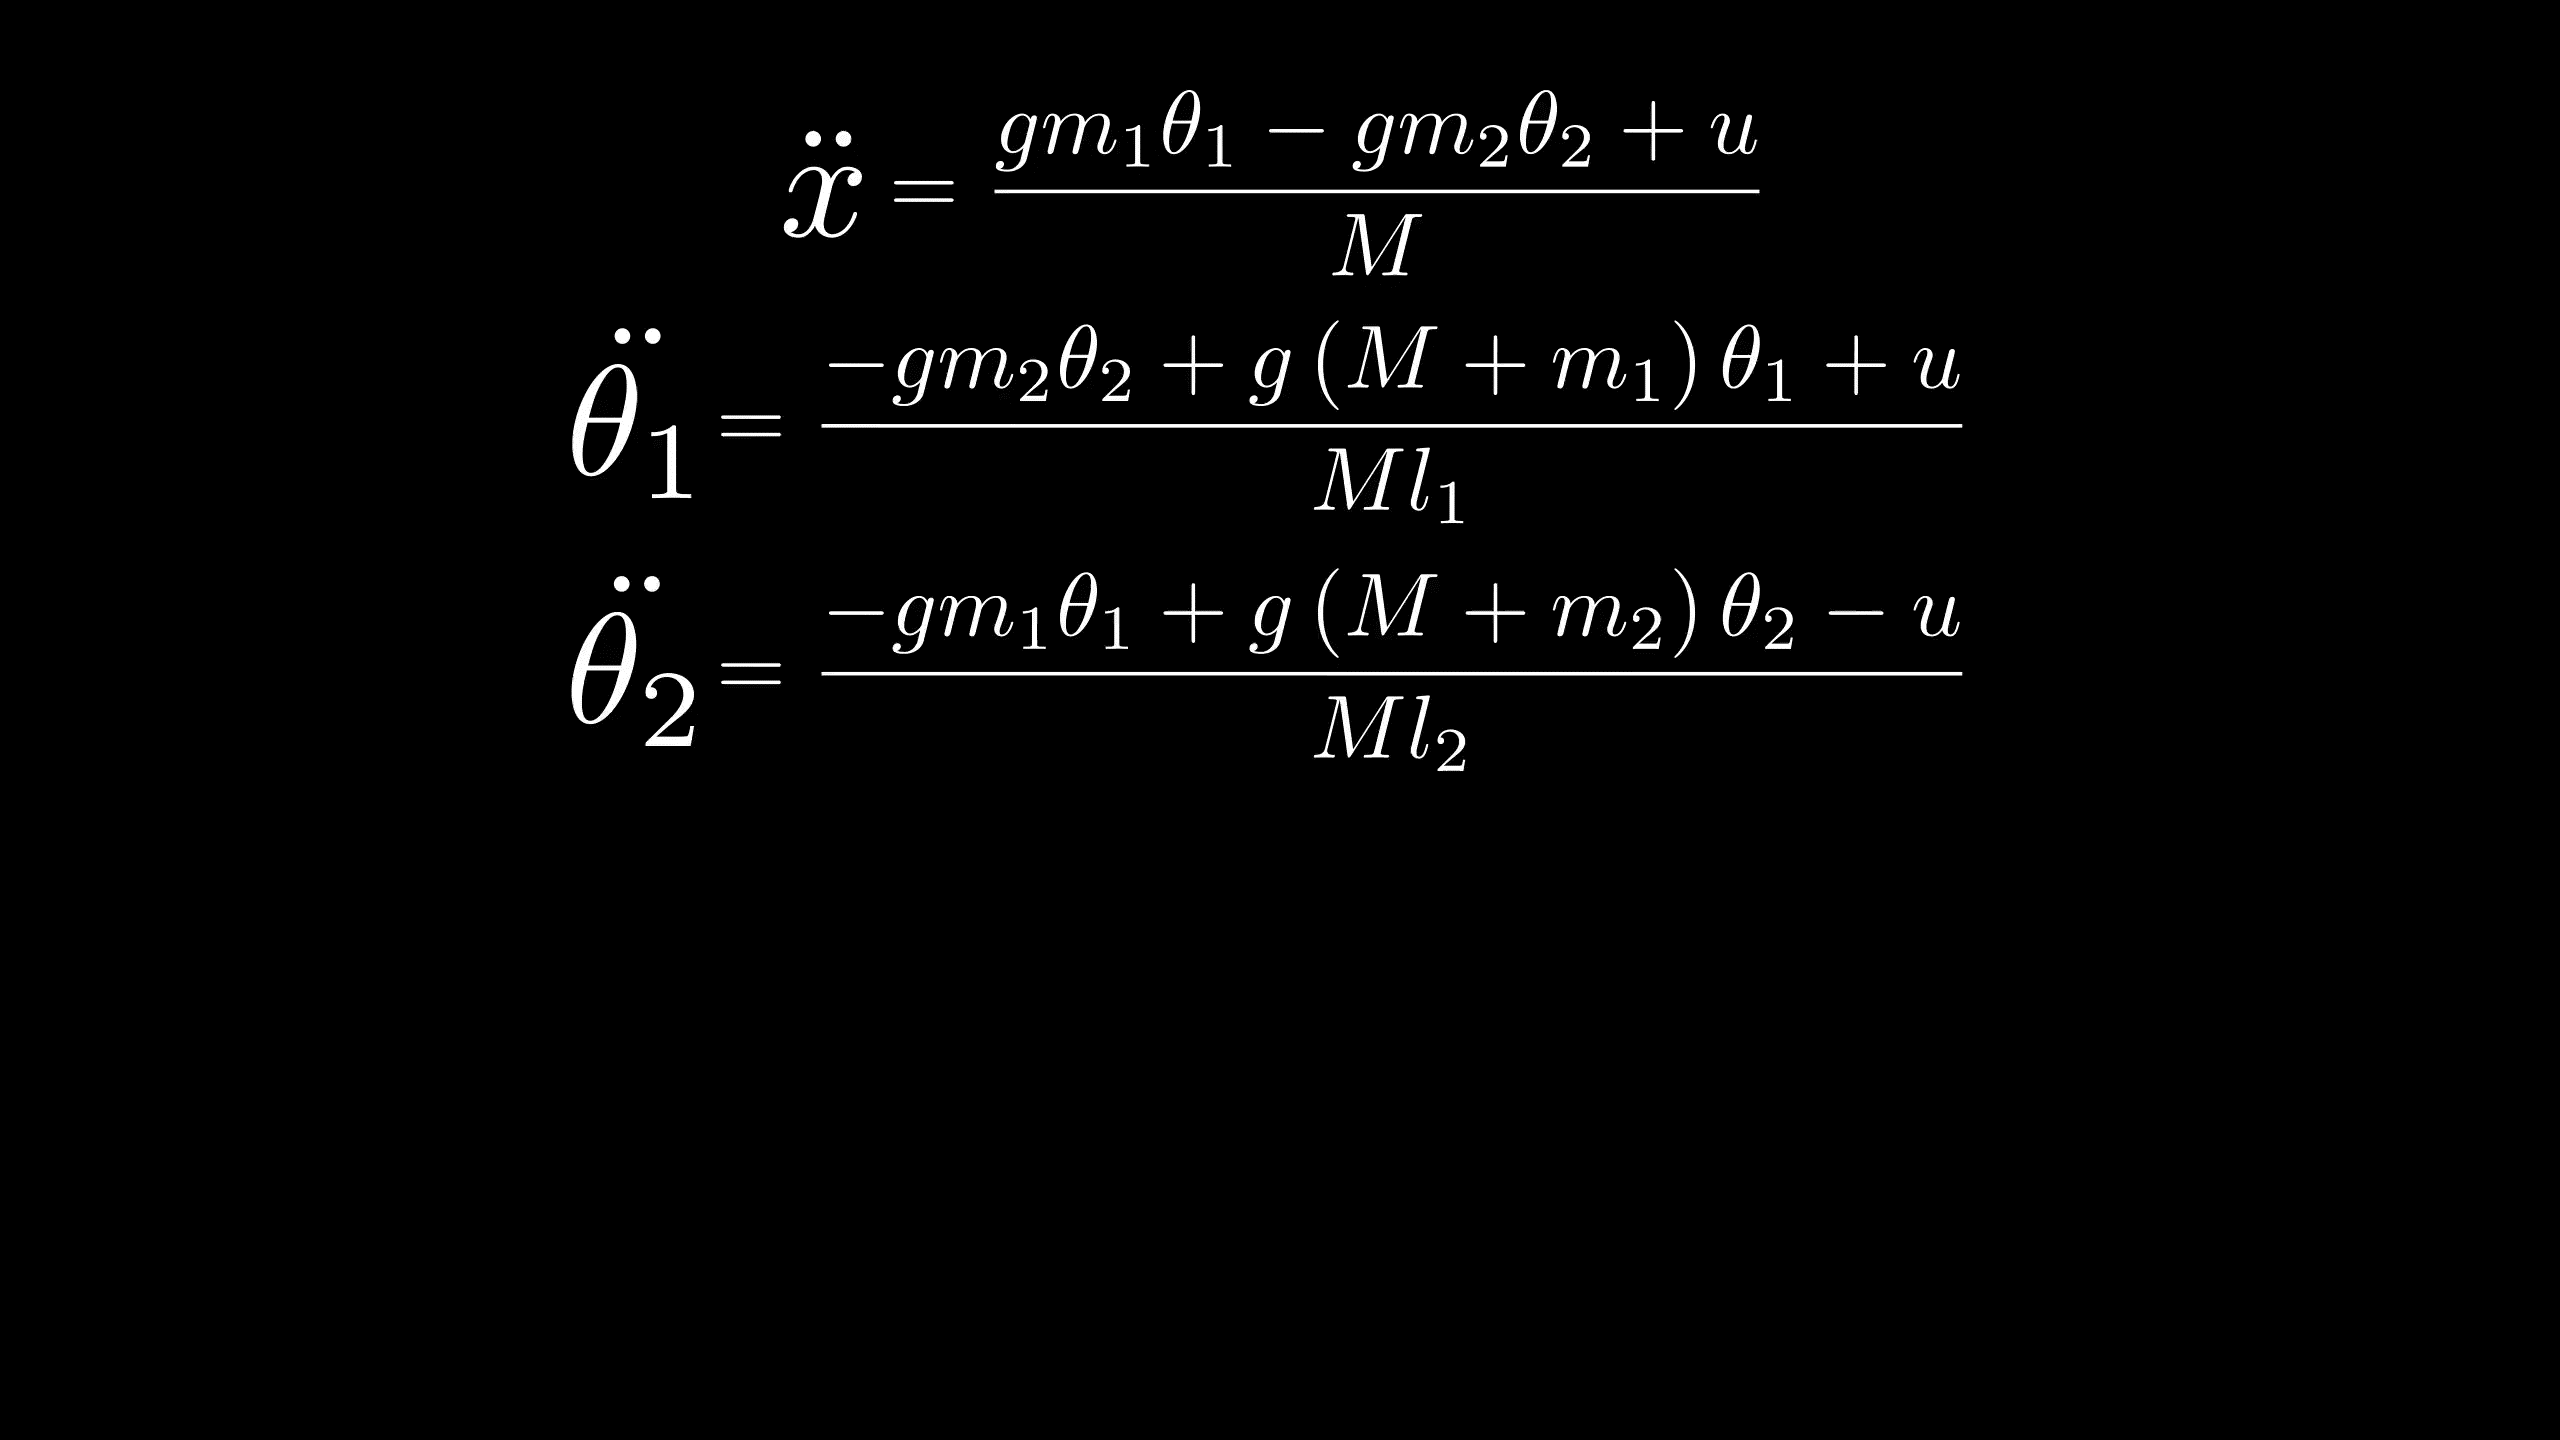 ẍ = (gm₁θ₁ − gm₂θ₂ + u) / M
θ̈₁ = (−gm₂θ₂ + g(M + m₁)θ₁ + u) / (Ml₁)
θ̈₂ = (−gm₁θ₁ + g(M + m₂)θ₂ − u) / (Ml₂)